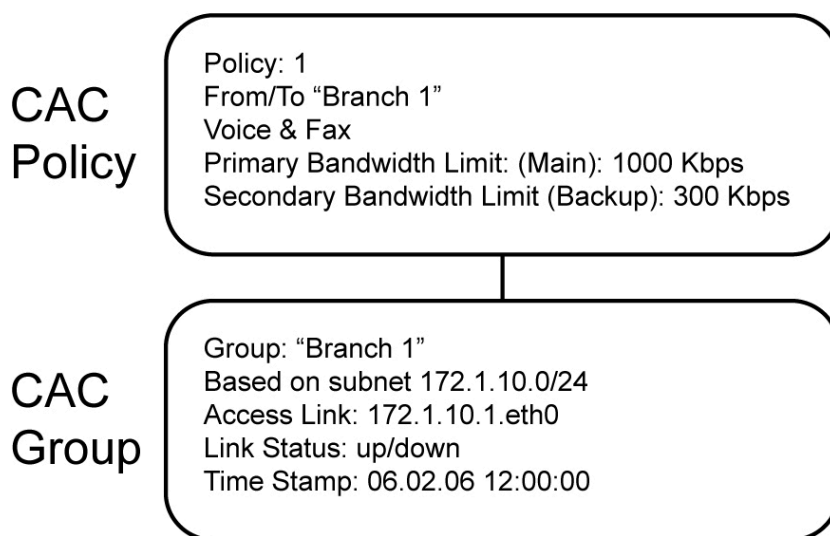 CAC
Policy
Policy: 1
From/To “Branch 1”
Voice & Fax
Primary Bandwidth Limit: (Main): 1000 Kbps
Secondary Bandwidth Limit (Backup): 300 Kbps
CAC
Group
Group: “Branch 1”
Based on subnet 172.1.10.0/24
Access Link: 172.1.10.1.eth0
Link Status: up/down
Time Stamp: 06.02.06 12:00:00